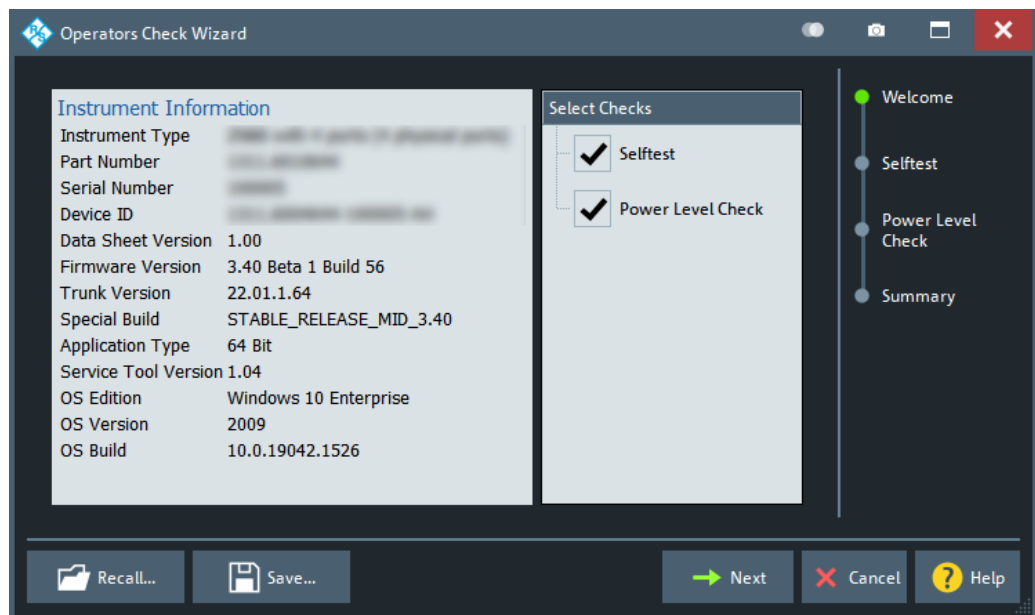 Operators Check Wizard
Instrument Information
Instrument Type
Part Number
Serial Number
Device ID
Data Sheet Version 1.00
Firmware Version 3.40 Beta 1 Build 56
Trunk Version 22.01.1.64
Special Build STABLE_RELEASE_MID_3.40
Application Type 64 Bit
Service Tool Version 1.04
OS Edition Windows 10 Enterprise
OS Version 2009
OS Build 10.0.19042.1526
Select Checks
Selftest
Power Level Check
Welcome
Selftest
Power Level
Check
Summary
Recall...
Save...
Next
Cancel
Help